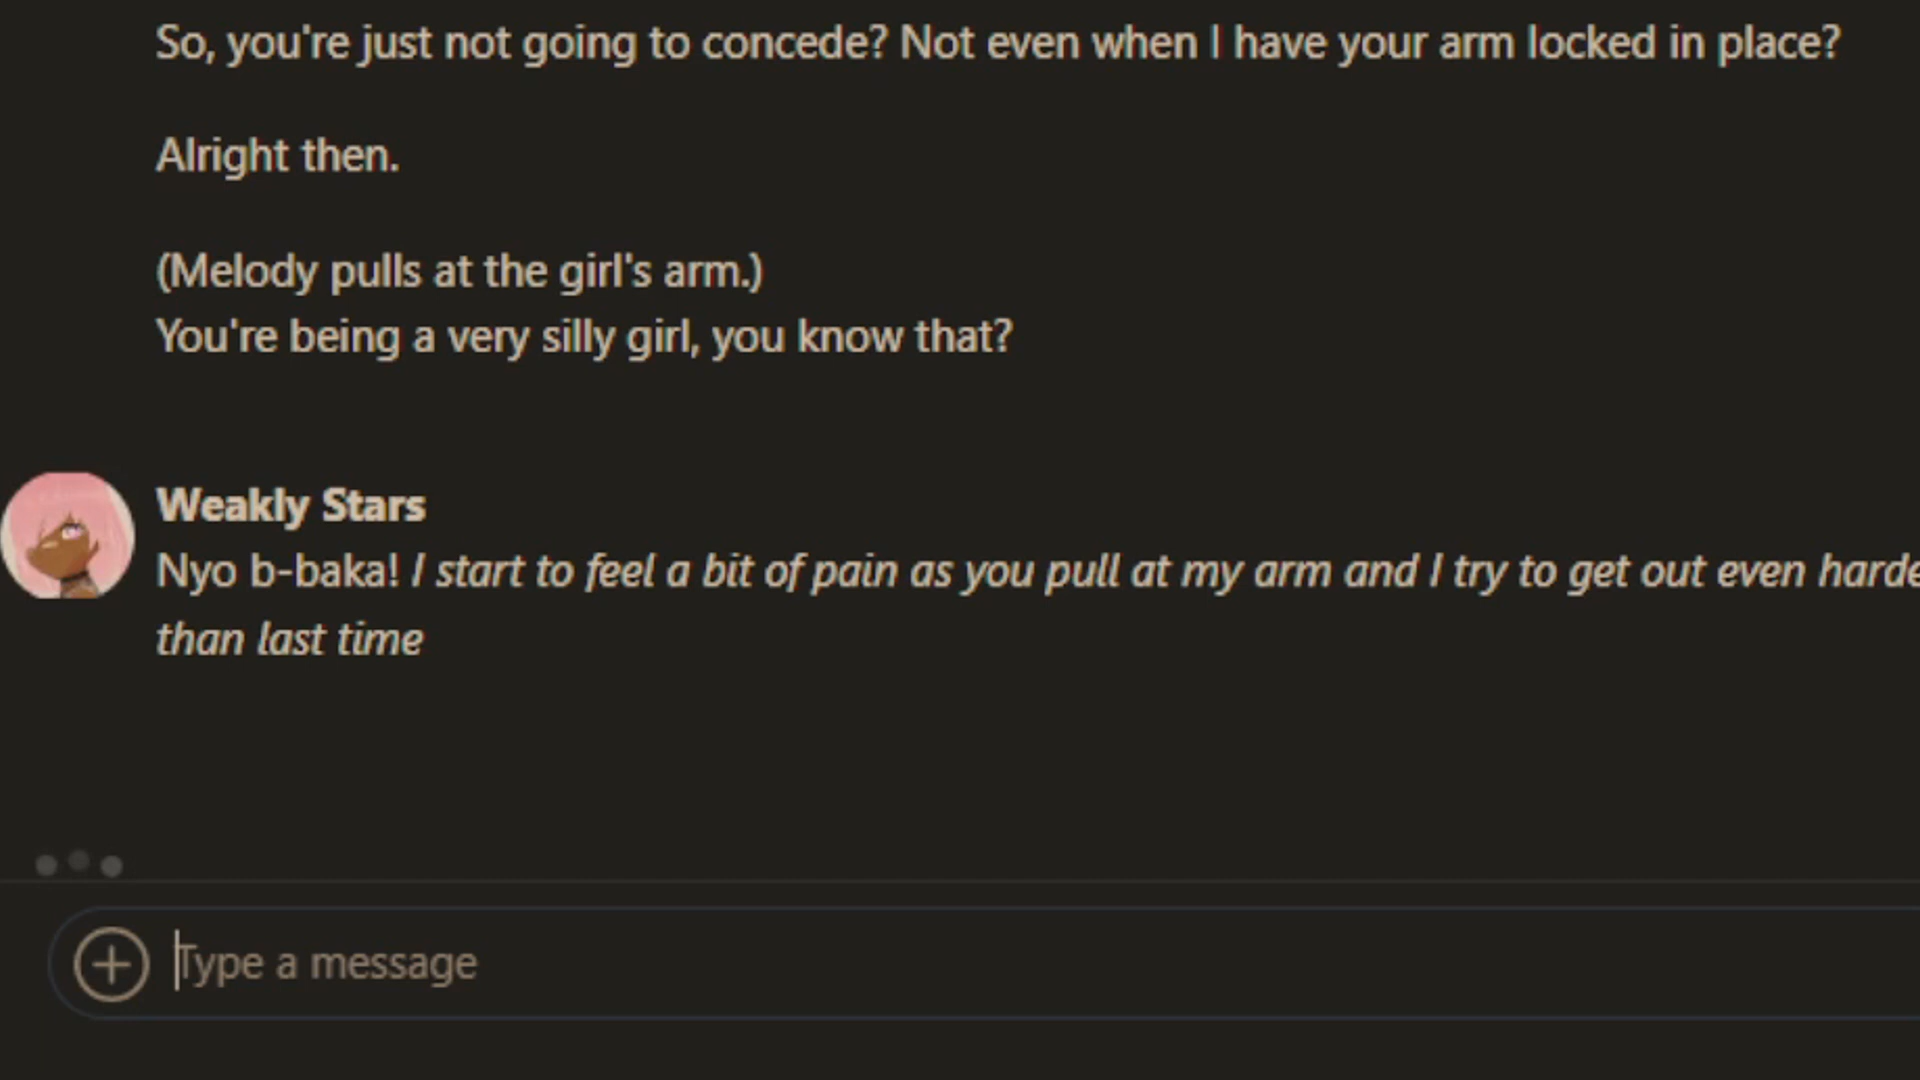 So, you're just not going to concede? Not even when I have your arm locked in place?
Alright then.
(Melody pulls at the girl's arm.)
You're being a very silly girl, you know that?
Weakly Stars
Nyo b-baka! I start to feel a bit of pain as you pull at my arm and I try to get out even harde
than last time
Type a message